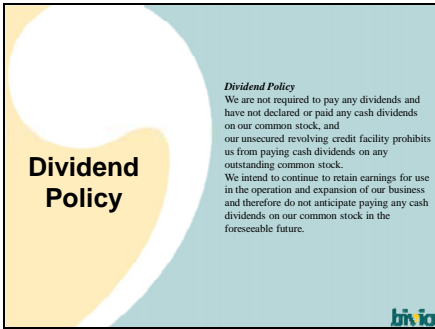 Dividend
Policy
Dividend Policy
We are not required to pay any dividends and
have not declared or paid any cash dividends
on our common stock, and
our unsecured revolving credit facility prohibits
us from paying cash dividends on any
outstanding common stock.
We intend to continue to retain earnings for use
in the operation and expansion of our business
and therefore do not anticipate paying any cash
dividends on our common stock in the
foreseeable future.